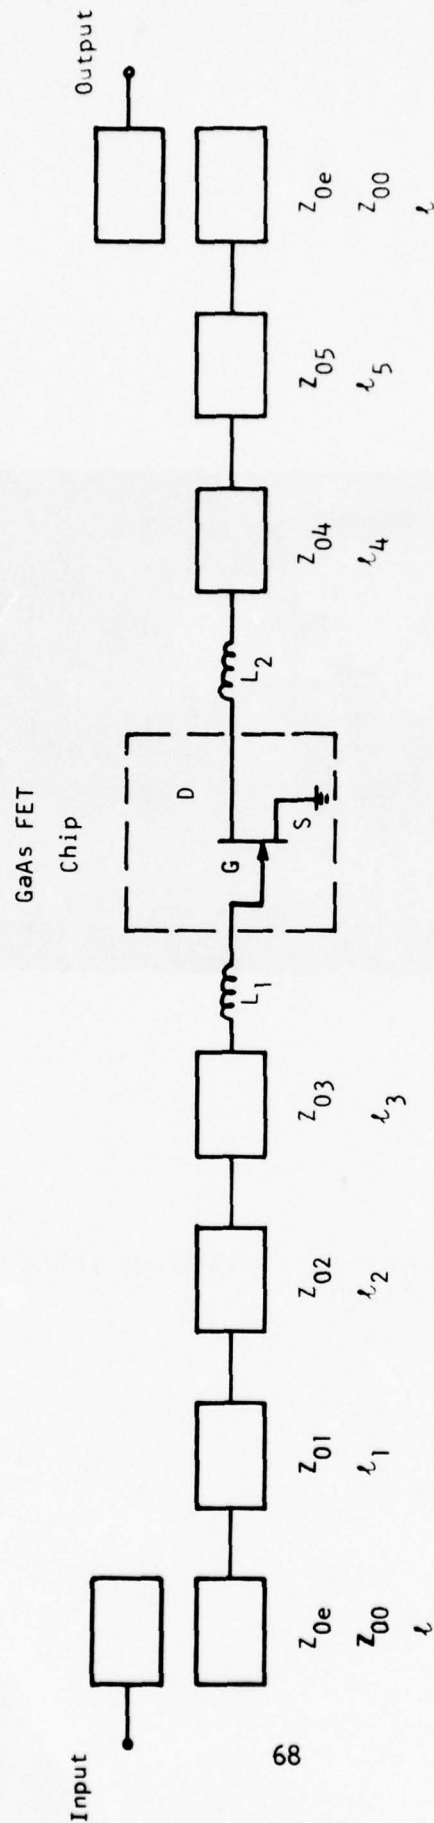 GaAs FET
Chip
Input
Output
G
D
S
L1
L2
Z0e
Z00
ℓ
Z01
ℓ1
Z02
ℓ2
Z03
ℓ3
Z04
ℓ4
Z05
ℓ5
Z0e
Z00
ℓ
68